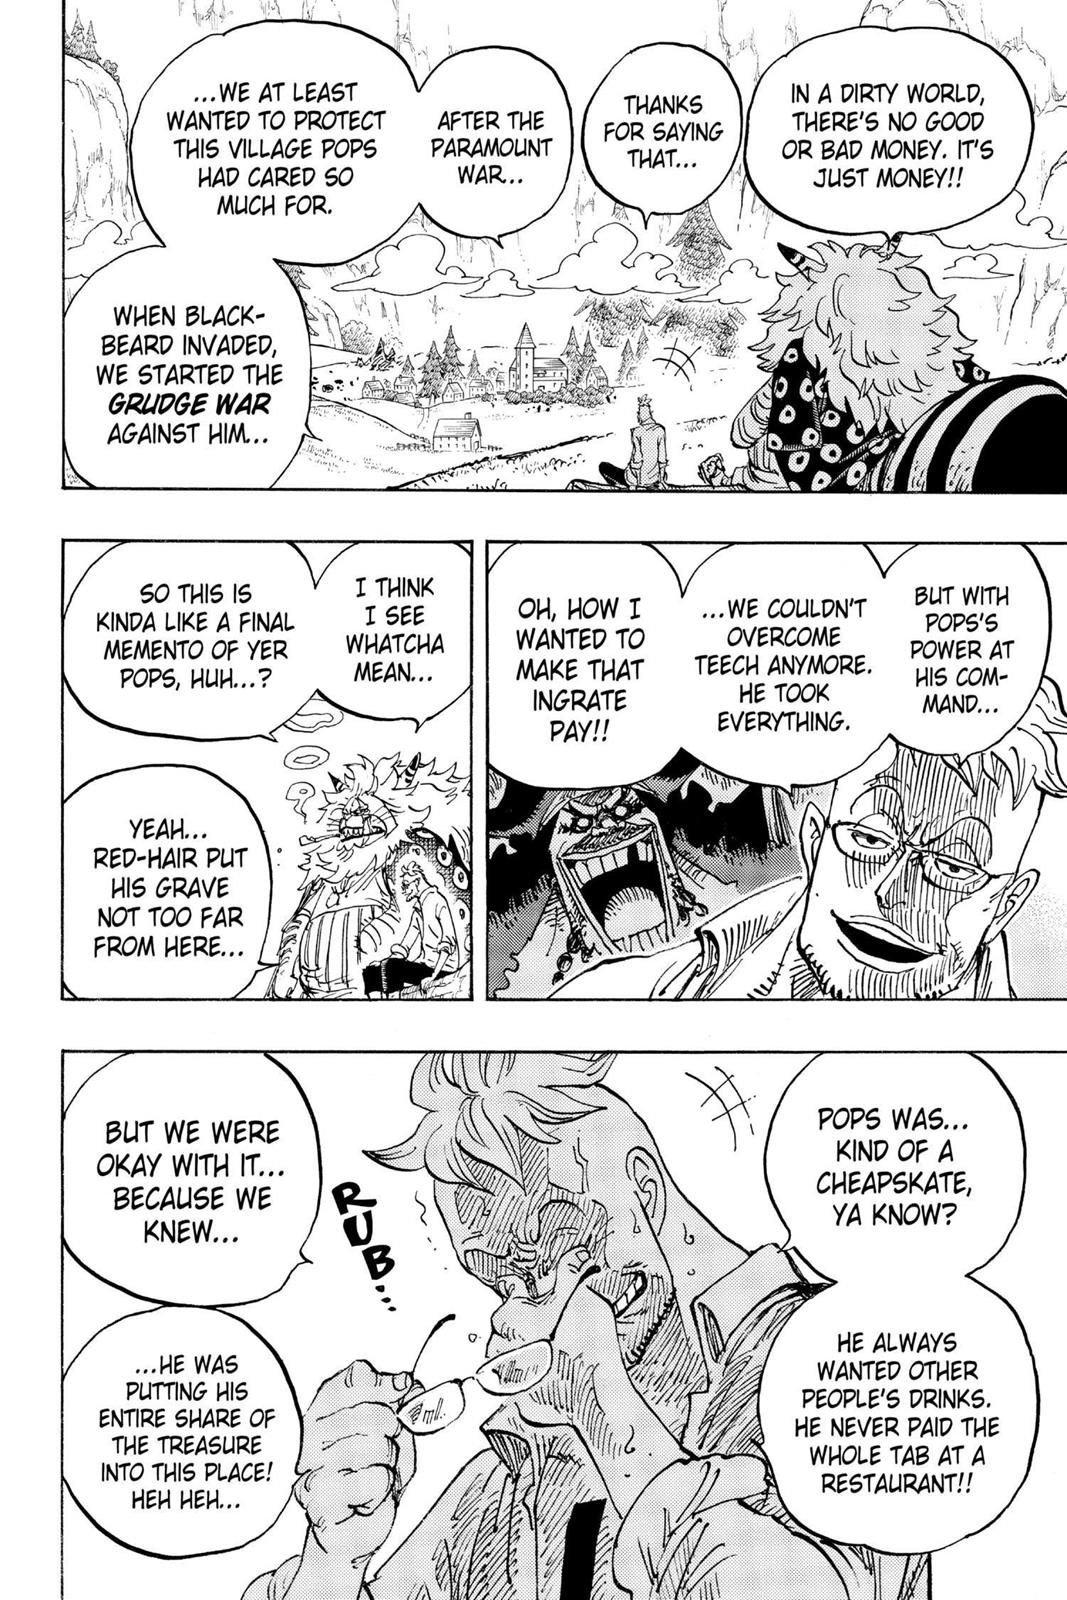 IN A DIRTY WORLD,
THERE'S NO GOOD
OR BAD MONEY. IT'S
JUST MONEY!!
THANKS
FOR SAYING
THAT...
AFTER THE
PARAMOUNT
WAR...
...WE AT LEAST
WANTED TO PROTECT
THIS VILLAGE POPS
HAD CARED SO
MUCH FOR.
WHEN BLACK-
BEARD INVADED,
WE STARTED THE
GRUDGE WAR
AGAINST HIM...
BUT WITH
POPS'S
POWER AT
HIS COM-
MAND...
...WE COULDN'T
OVERCOME
TEECH ANYMORE.
HE TOOK
EVERYTHING.
OH, HOW I
WANTED TO
MAKE THAT
INGRATE
PAY!!
I THINK
I SEE
WHATCHA
MEAN...
SO THIS IS
KINDA LIKE A FINAL
MEMENTO OF YER
POPS, HUH...?
YEAH...
RED-HAIR PUT
HIS GRAVE
NOT TOO FAR
FROM HERE...
POPS WAS...
KIND OF A
CHEAPSKATE,
YA KNOW?
HE ALWAYS
WANTED OTHER
PEOPLE'S DRINKS.
HE NEVER PAID THE
WHOLE TAB AT A
RESTAURANT!!
RUB...
BUT WE WERE
OKAY WITH IT...
BECAUSE WE
KNEW...
...HE WAS
PUTTING HIS
ENTIRE SHARE OF
THE TREASURE
INTO THIS PLACE!
HEH HEH...